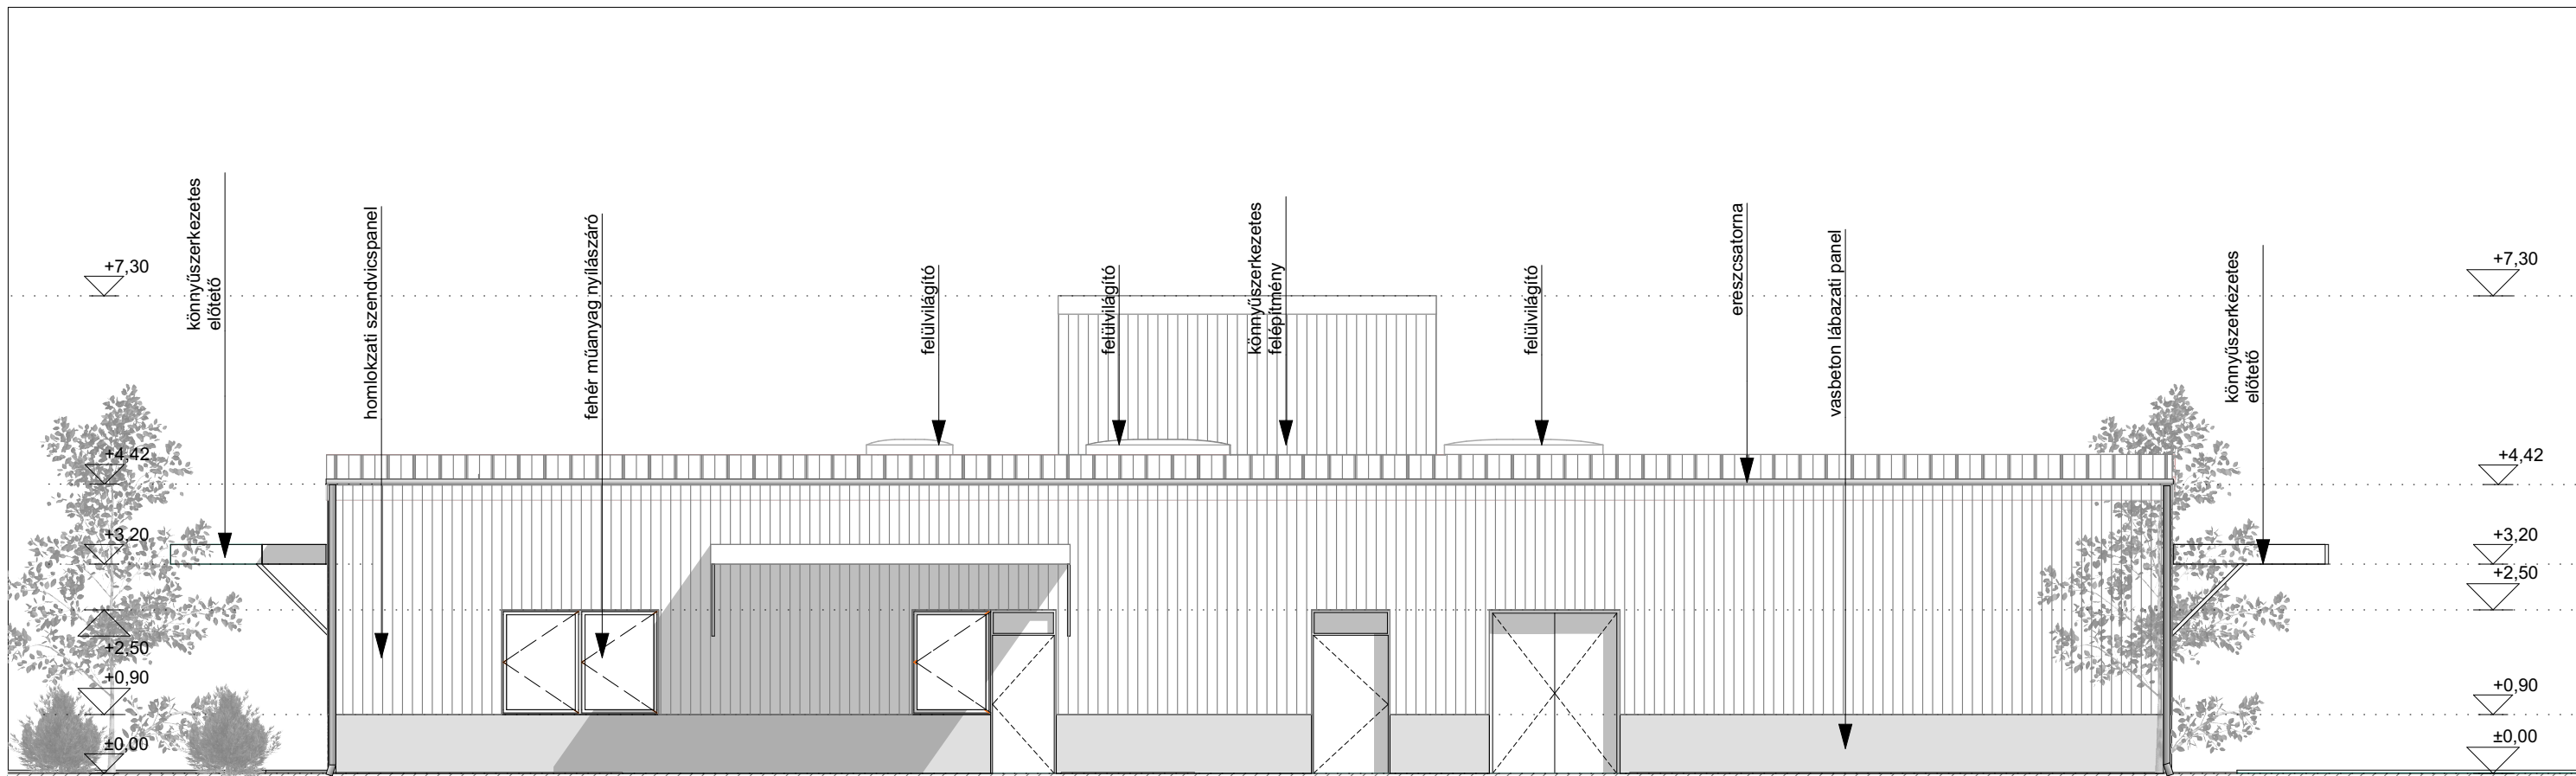 könnyűszerkezetes
előtető
homlokzati szendvicspanel
fehér műanyag nyílászáró
felülvilágító
felülvilágító
könnyűszerkezetes
felépítmény
felülvilágító
ereszcsatorna
vasbeton lábazati panel
könnyűszerkezetes
előtető
+7,30
+4,42
+3,20
+2,50
+0,90
±0,00
+7,30
+4,42
+3,20
+2,50
+0,90
±0,00